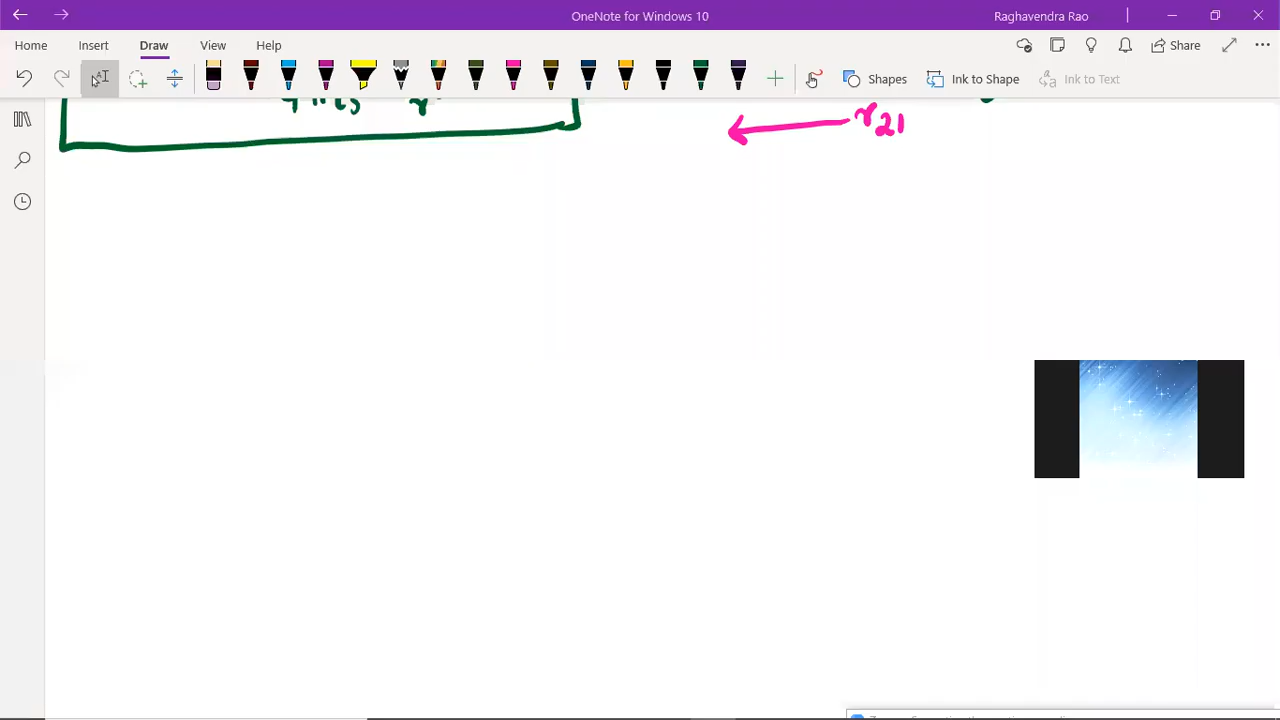 OneNote for Windows 10
Raghavendra Rao
Home Insert Draw View Help
Share
Shapes
Ink to Shape
Ink to Text
r21